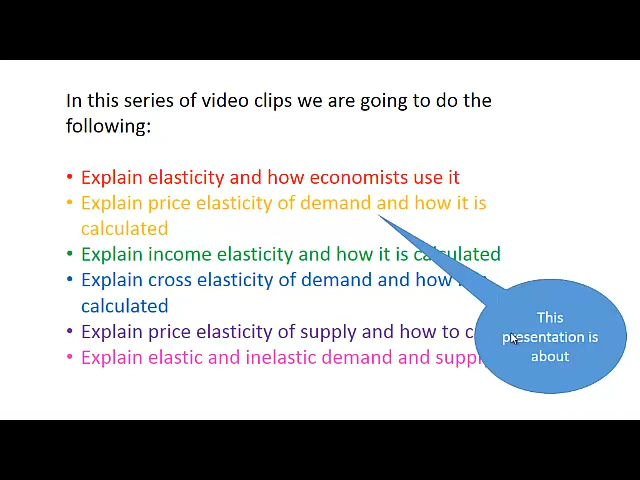 In this series of video clips we are going to do the
following:
• Explain elasticity and how economists use it
• Explain price elasticity of demand and how it is
calculated
• Explain income elasticity and how it is calculated
• Explain cross elasticity of demand and how
calculated
• Explain price elasticity of supply and how to
• Explain elastic and inelastic demand and supply
This
presentation is
about